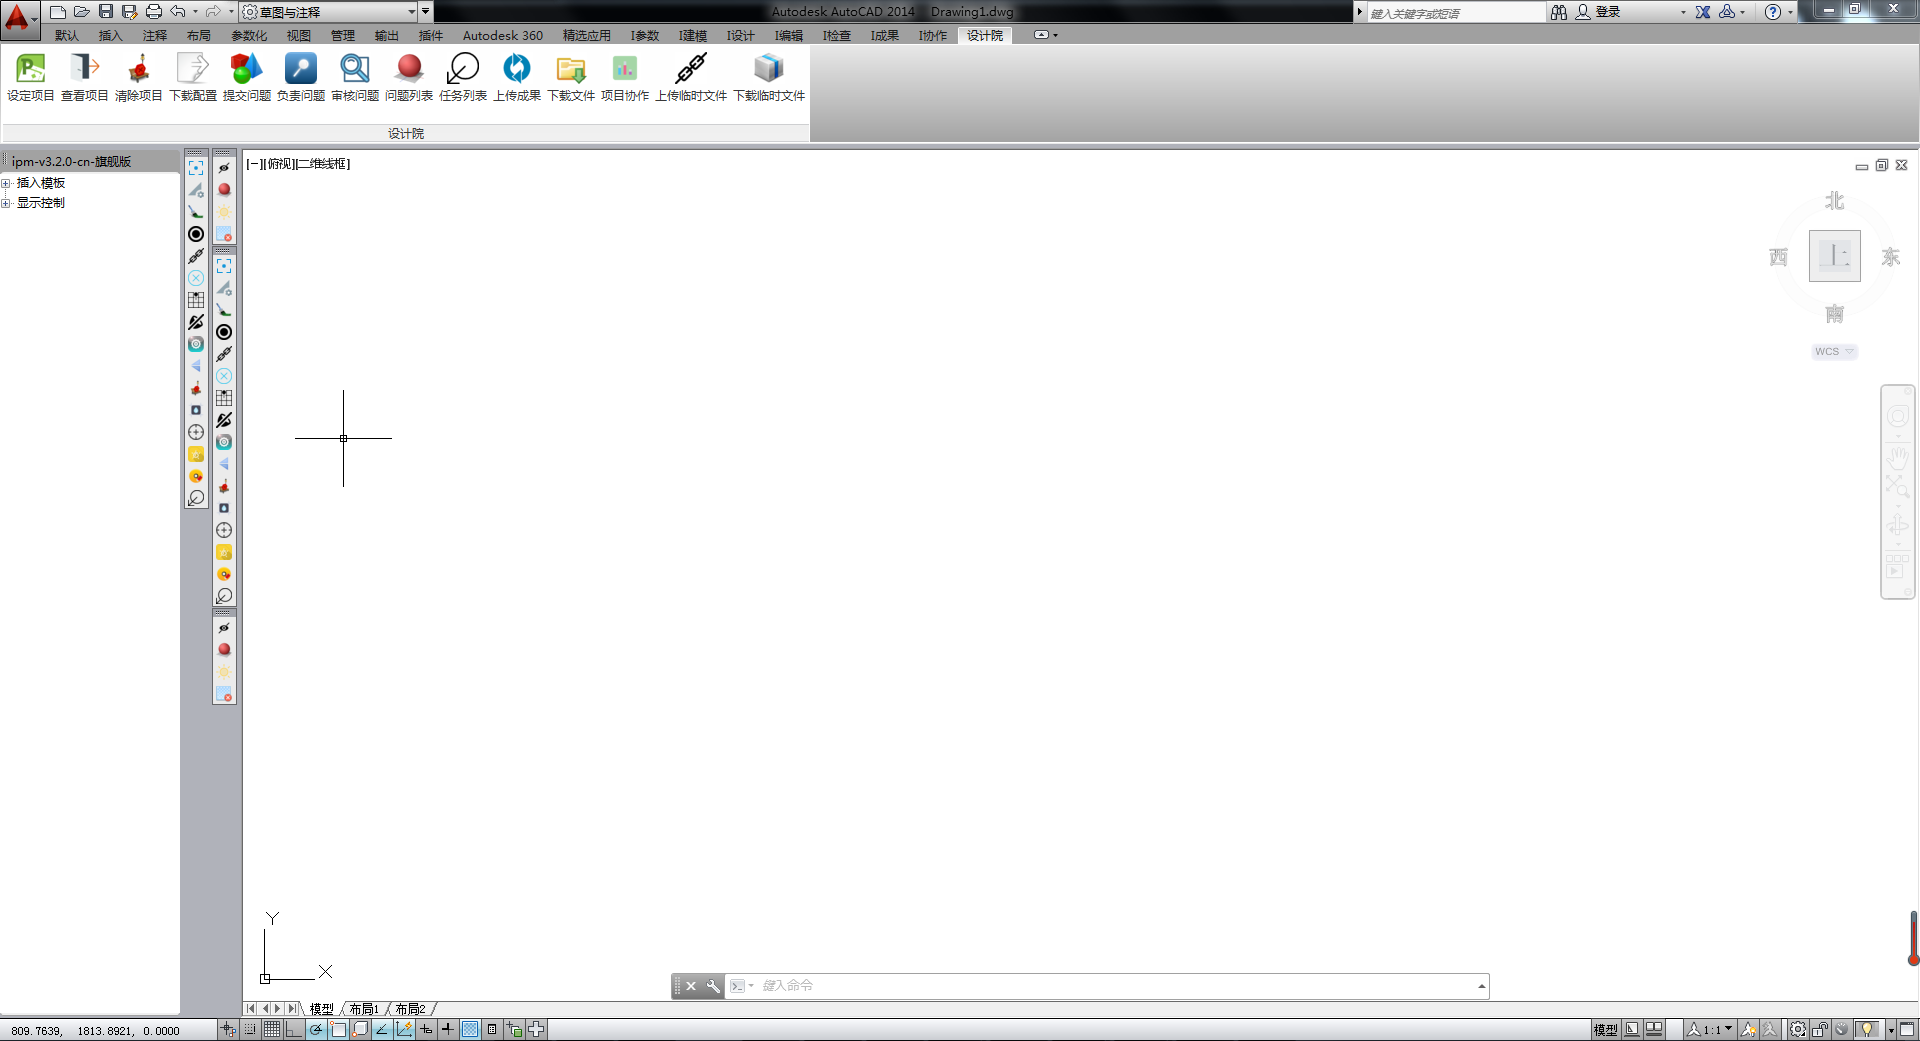 草图与注释
Autodesk AutoCAD 2014 Drawing1.dwg
键入关键字或短语
登录
默认 插入 注释 布局 参数化 视图 管理 输出 插件 Autodesk 360 精选应用 I参数 I建模 I设计 I编辑 I检查 I成果 I协作 设计院
设定项目 查看项目 清除项目 下载配置 提交问题 负责问题 审核问题 问题列表 任务列表 上传成果 下载文件 项目协作 上传临时文件 下载临时文件
设计院
ipm-v3.2.0-cn-旗舰版
插入模板
显示控制
[−][俯视][二维线框]
北
西 上 东
南
WCS
Y
X
键入命令
模型 布局1 布局2
809.7639, 1813.8921, 0.0000
模型 1:1